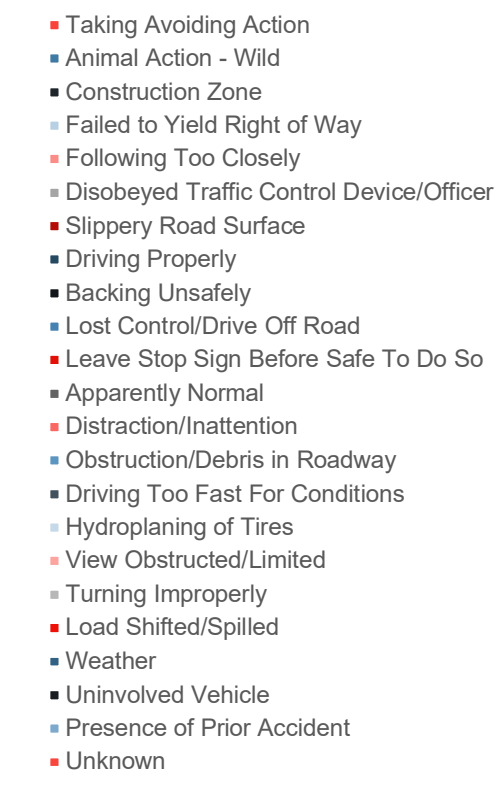 Taking Avoiding Action
Animal Action - Wild
Construction Zone
Failed to Yield Right of Way
Following Too Closely
Disobeyed Traffic Control Device/Officer
Slippery Road Surface
Driving Properly
Backing Unsafely
Lost Control/Drive Off Road
Leave Stop Sign Before Safe To Do So
Apparently Normal
Distraction/Inattention
Obstruction/Debris in Roadway
Driving Too Fast For Conditions
Hydroplaning of Tires
View Obstructed/Limited
Turning Improperly
Load Shifted/Spilled
Weather
Uninvolved Vehicle
Presence of Prior Accident
Unknown